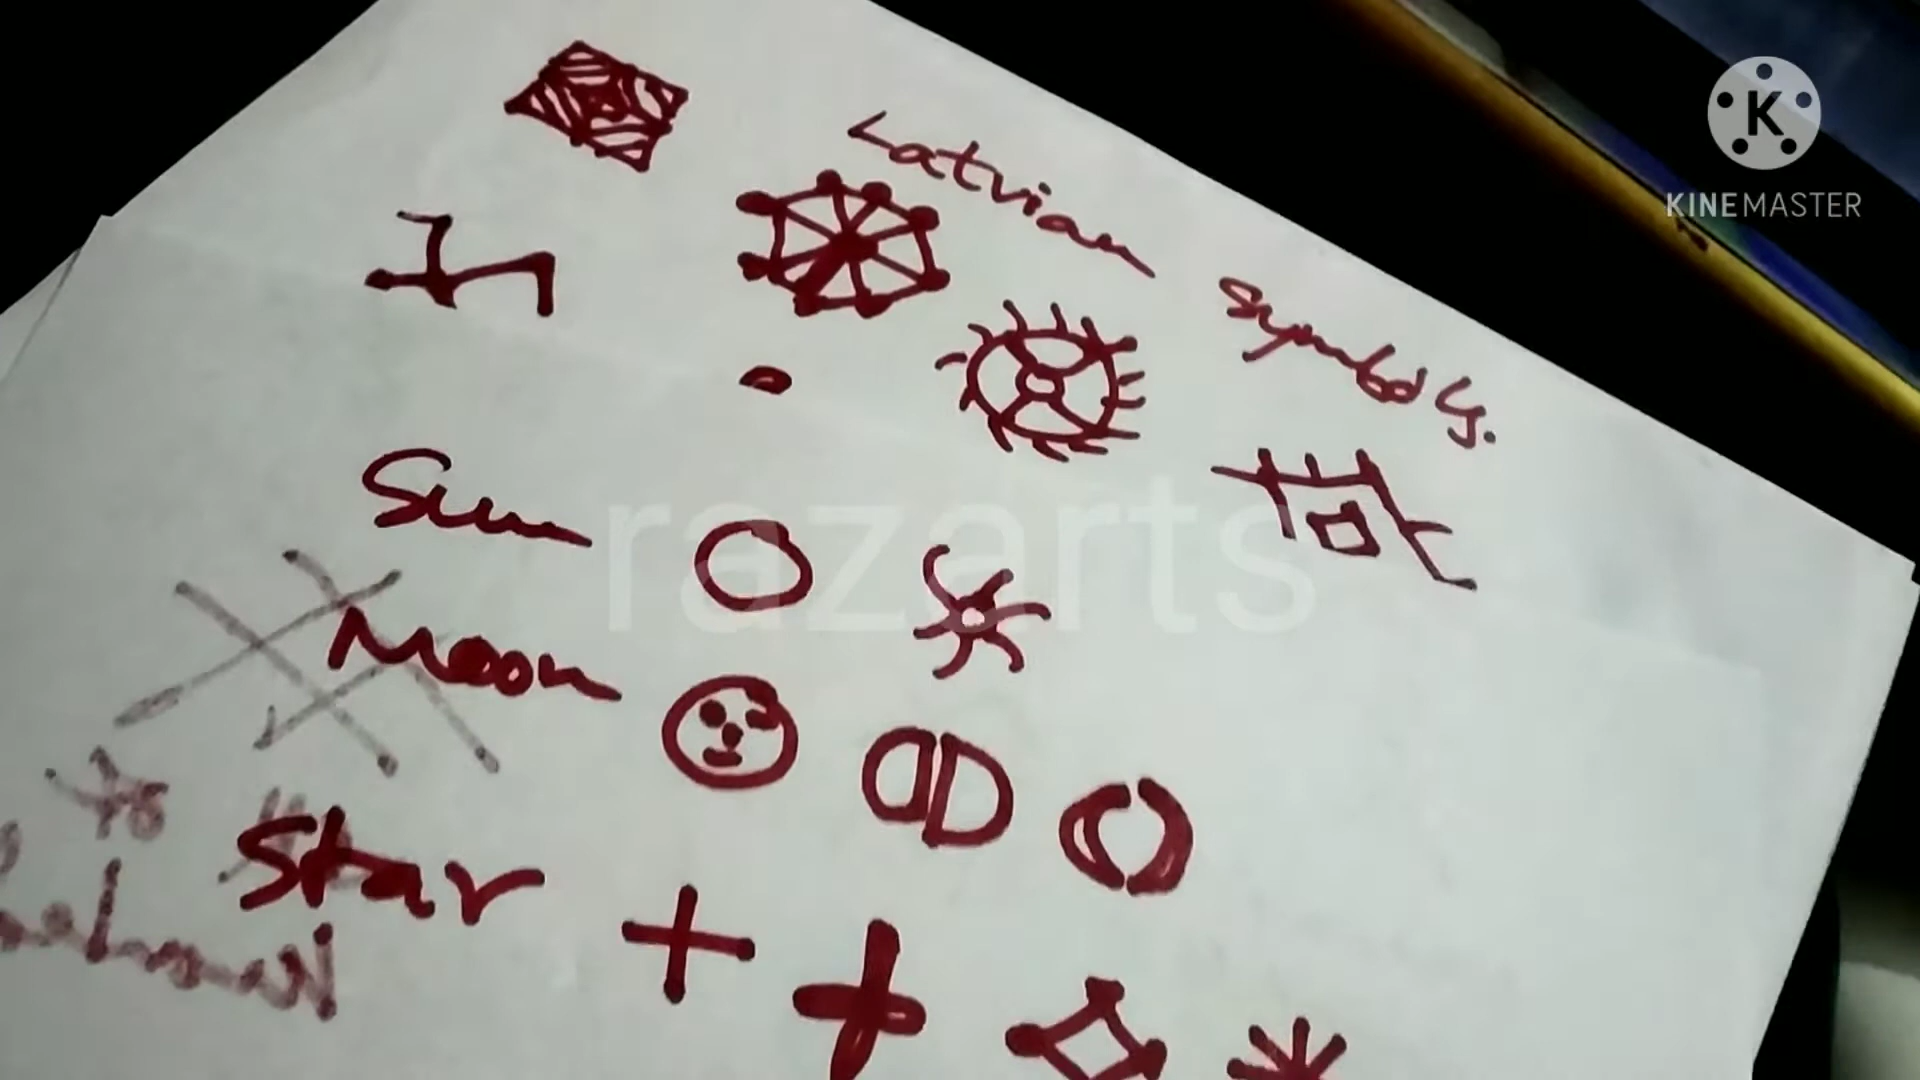 Latvian symbols.
K
KINEMASTER
Sun
razarts
Moon
Star